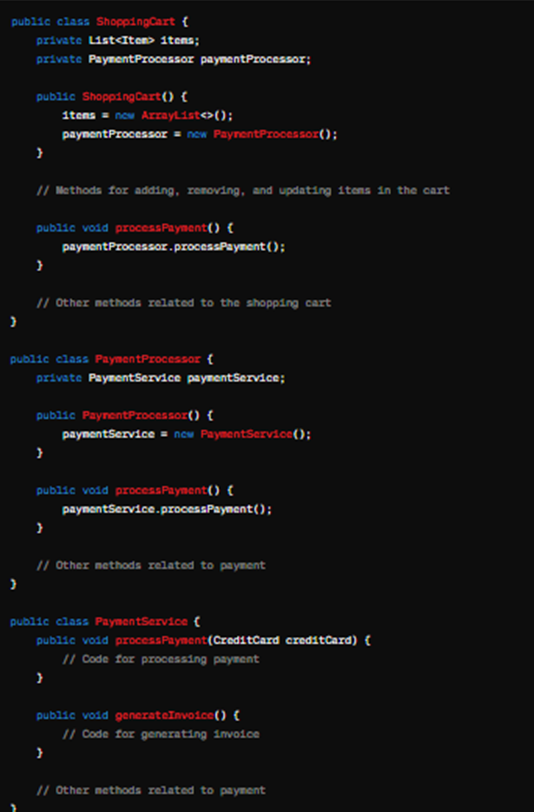 public class ShoppingCart {
private List<Item> items;
private PaymentProcessor paymentProcessor;
public ShoppingCart() {
items = new ArrayList<>();
paymentProcessor = new PaymentProcessor();
}
// Methods for adding, removing, and updating items in the cart
public void processPayment() {
paymentProcessor.processPayment();
}
// Other methods related to the shopping cart
}
public class PaymentProcessor {
private PaymentService paymentService;
public PaymentProcessor() {
paymentService = new PaymentService();
}
public void processPayment() {
paymentService.processPayment();
}
// Other methods related to payment
}
public class PaymentService {
public void processPayment(CreditCard creditCard) {
// Code for processing payment
}
public void generateInvoice() {
// Code for generating invoice
}
// Other methods related to payment
}